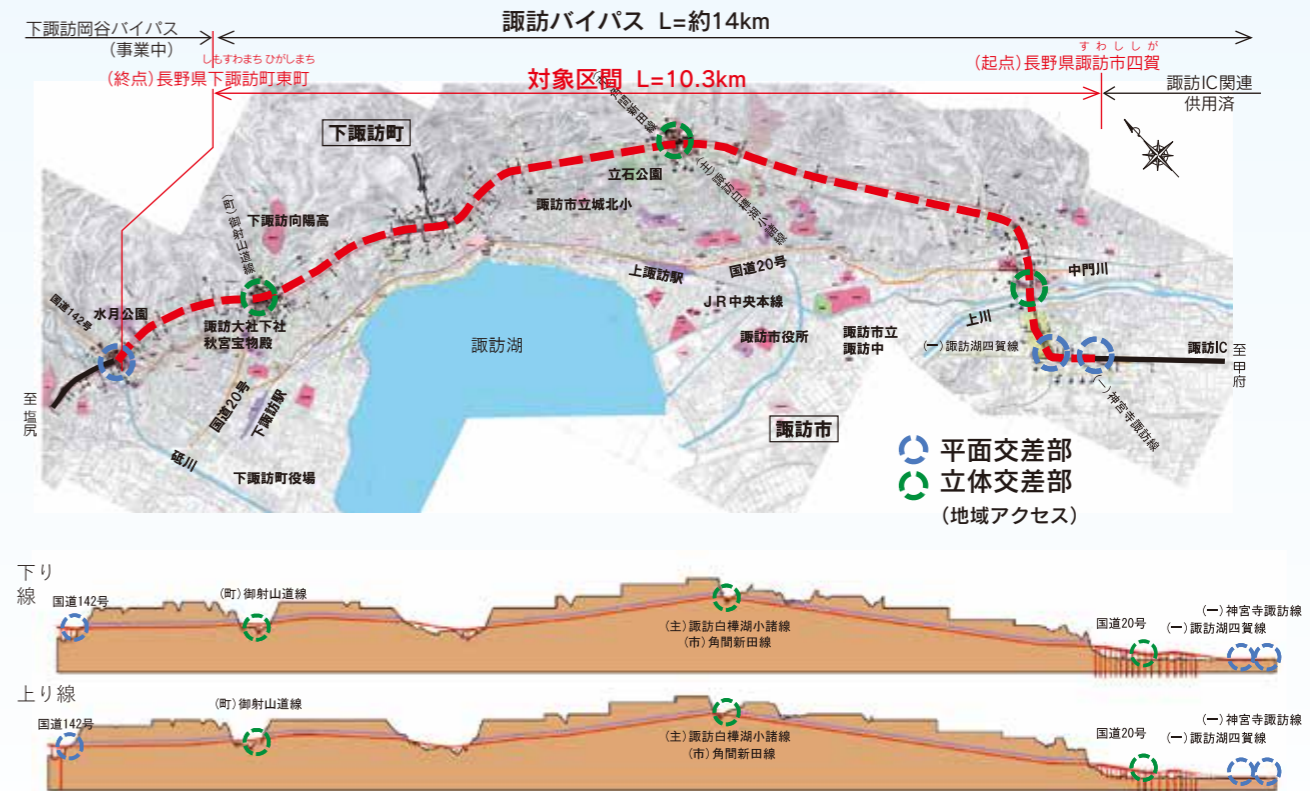 諏訪バイパス L=約14km
下諏訪岡谷バイパス
(事業中)
しもすわまち ひがしまち
(終点)長野県下諏訪町東町
対象区間 L=10.3km
すわ しし が
(起点)長野県諏訪市四賀
諏訪IC関連
供用済
下諏訪町
(市)角間新田線
立石公園
(主)諏訪白樺湖小諸線
諏訪市立城北小
下諏訪向陽高
(町)御射山道線
国道142号
水月公園
諏訪大社下社
秋宮宝物殿
国道20号
下諏訪駅
至塩尻
砥川
下諏訪町役場
諏訪湖
上諏訪駅
国道20号
JR中央本線
諏訪市役所
諏訪市立
諏訪中
中門川
上川
(一)諏訪湖四賀線
諏訪IC
至甲府
(一)神宮寺諏訪線
諏訪市
平面交差部
立体交差部
(地域アクセス)
下り
線
国道142号
(町)御射山道線
(主)諏訪白樺湖小諸線
(市)角間新田線
国道20号
(一)神宮寺諏訪線
(一)諏訪湖四賀線
上り線
国道142号
(町)御射山道線
(主)諏訪白樺湖小諸線
(市)角間新田線
国道20号
(一)神宮寺諏訪線
(一)諏訪湖四賀線